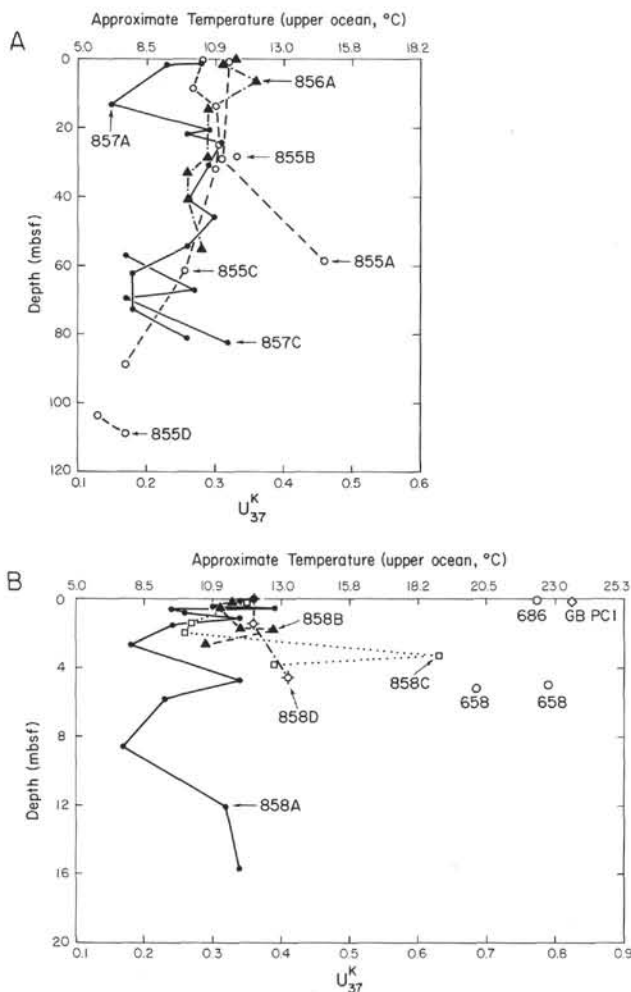 Approximate Temperature (upper ocean, °C)
5.0 8.5 10.9 13.0 15.8 18.2
A
0
20
40
60
80
100
120
Depth (mbsf)
856A
857A
855B
855A
855C
857C
855D
0.1 0.2 0.3 0.4 0.5 0.6
U K 37
Approximate Temperature (upper ocean, °C)
5.0 8.5 10.9 13.0 15.8 18.2 20.5 23.0 25.3
B
0
4
8
12
16
20
Depth (mbsf)
686 GB PC1
858B
858C
858D
658 658
858A
0.1 0.2 0.3 0.4 0.5 0.6 0.7 0.8 0.9
U K 37